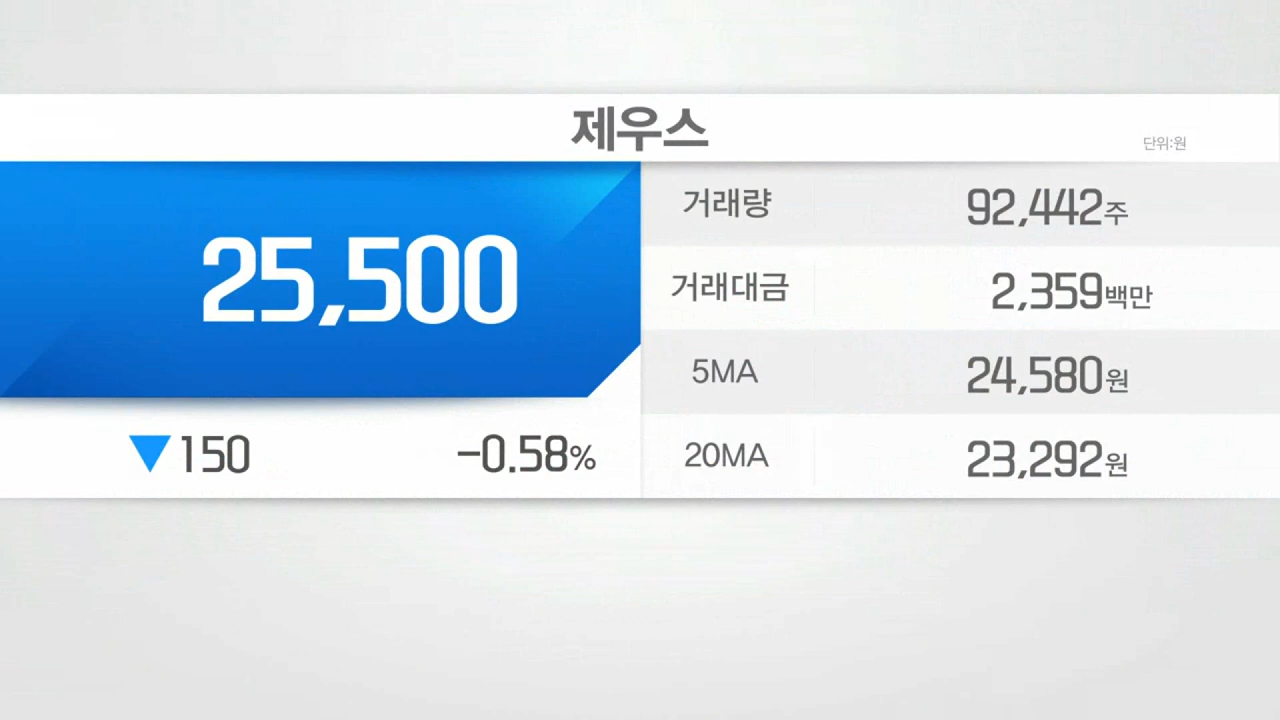 제우스
단위:원
25,500
▼150 -0.58%
거래량 92,442주
거래대금 2,359백만
5MA 24,580원
20MA 23,292원